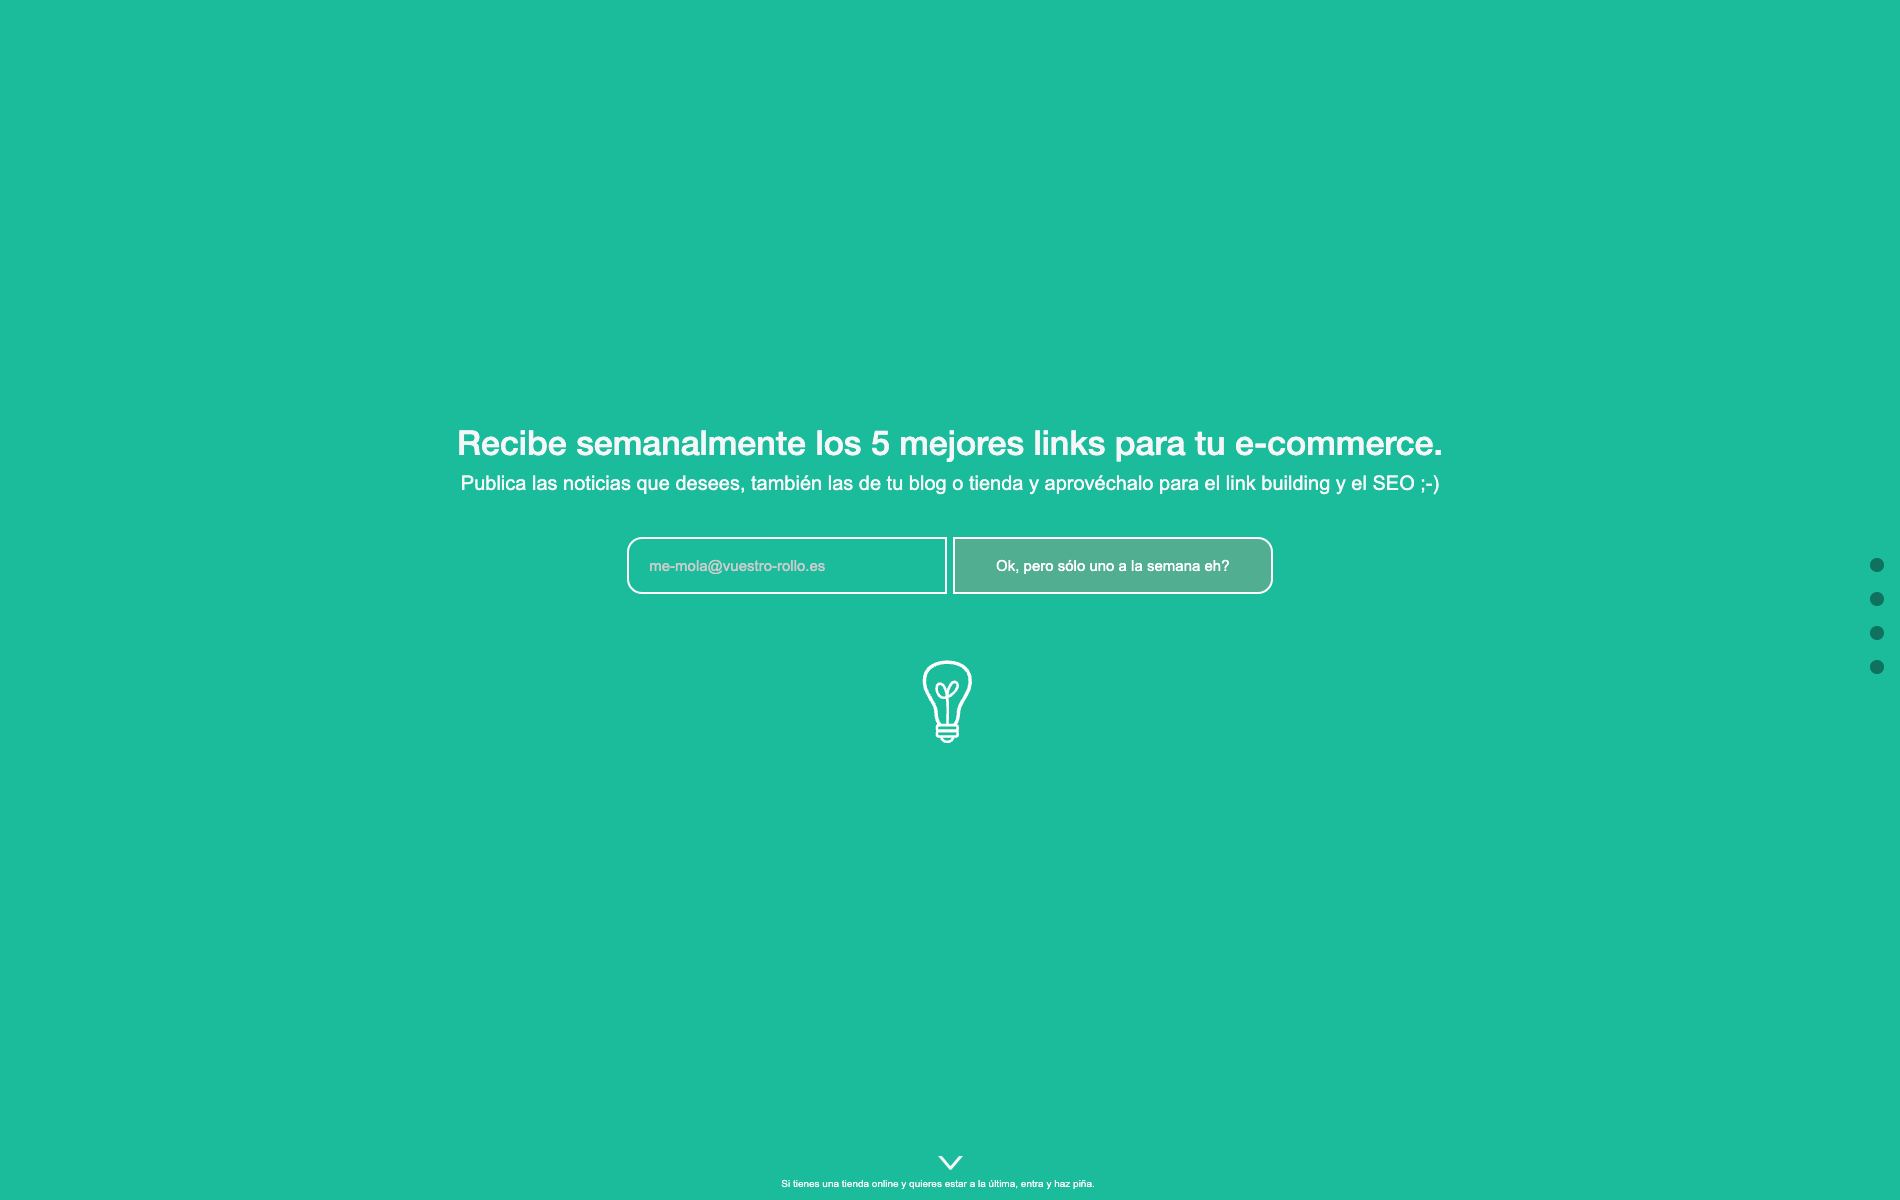 Recibe semanalmente los 5 mejores links para tu e-commerce.
Publica las noticias que desees, también las de tu blog o tienda y aprovéchalo para el link building y el SEO ;-)
me-mola@vuestro-rollo.es
Ok, pero sólo uno a la semana eh?
Si tienes una tienda online y quieres estar a la última, entra y haz piña.